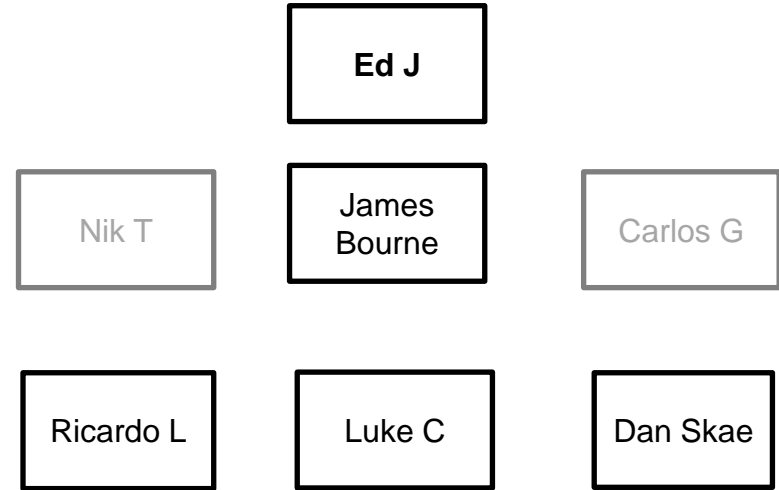 Ed J
Nik T
James
Bourne
Carlos G
Ricardo L
Luke C
Dan Skae